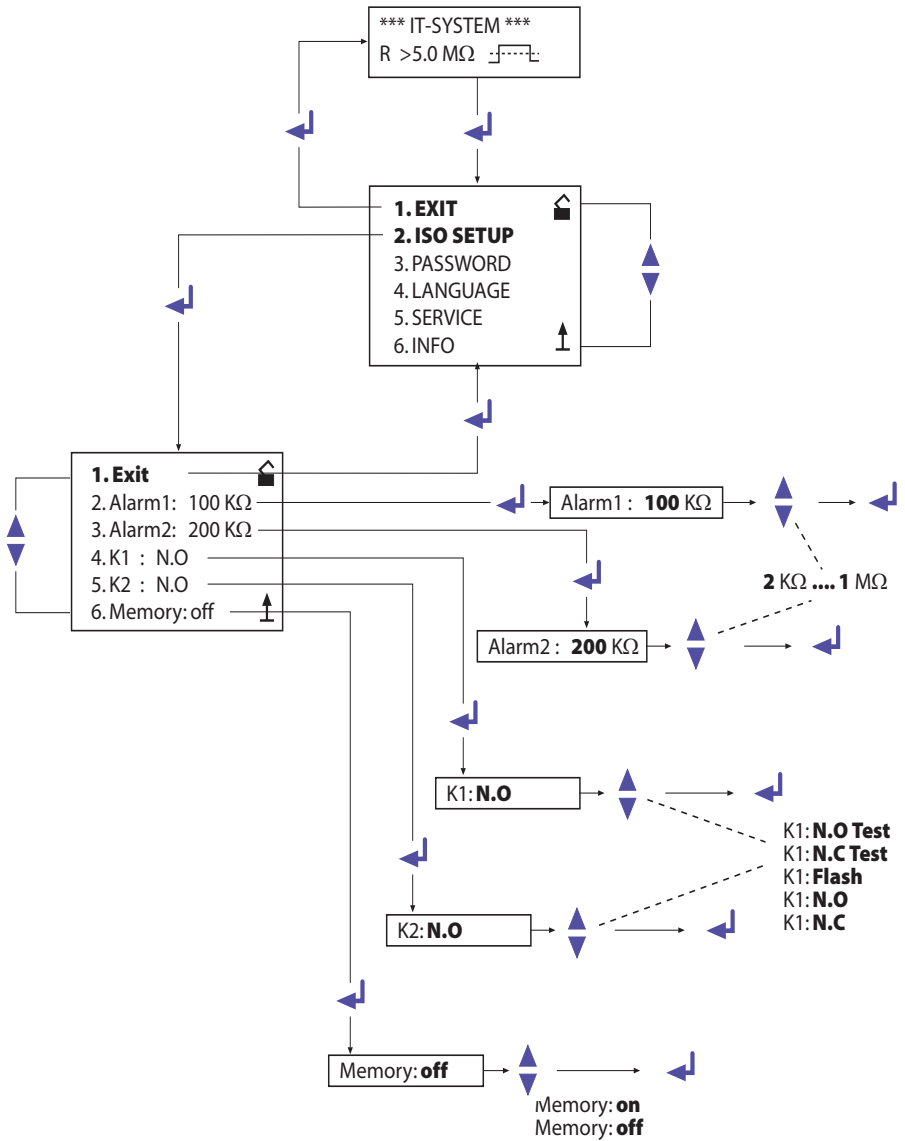 *** IT-SYSTEM ***
R >5.0 MΩ
1. EXIT
2. ISO SETUP
3. PASSWORD
4. LANGUAGE
5. SERVICE
6. INFO
1. Exit
2. Alarm1: 100 KΩ
3. Alarm2: 200 KΩ
4. K1 : N.O
5. K2 : N.O
6. Memory: off
Alarm1 : 100 KΩ
2 KΩ .... 1 MΩ
Alarm2 : 200 KΩ
K1: N.O
K1: N.O Test
K1: N.C Test
K1: Flash
K1: N.O
K1: N.C
K2: N.O
Memory: off
Memory: on
Memory: off